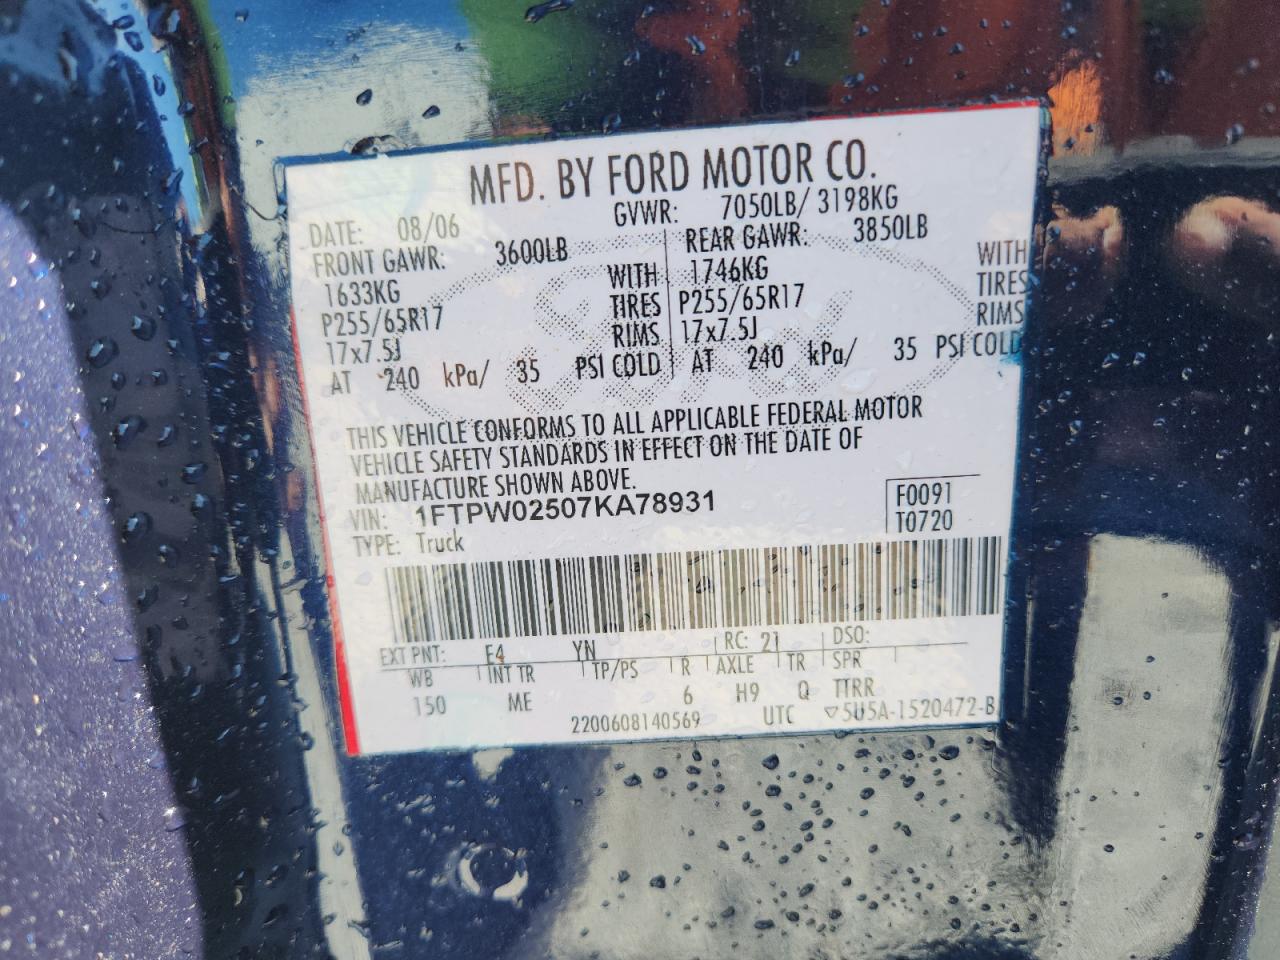 MFD. BY FORD MOTOR CO.
DATE: 08/06 GVWR: 7050LB/ 3198KG
FRONT GAWR: 3600LB REAR GAWR: 3850LB
1633KG WITH 1746KG WITH
P255/65R17 TIRES P255/65R17 TIRES
17x7.5J RIMS 17x7.5J RIMS
AT 240 kPa/ 35 PSI COLD AT 240 kPa/ 35 PSI COLD
THIS VEHICLE CONFORMS TO ALL APPLICABLE FEDERAL MOTOR
VEHICLE SAFETY STANDARDS IN EFFECT ON THE DATE OF
MANUFACTURE SHOWN ABOVE.
VIN: 1FTPW02507KA78931 F0091
TYPE: Truck T0720
EXT PNT: F4 YN RC: 21 DSO:
WB INT TR TP/PS R AXLE TR SPR
150 ME 6 H9 Q TTRR
2200608140569 UTC ▽5U5A-1520472-B